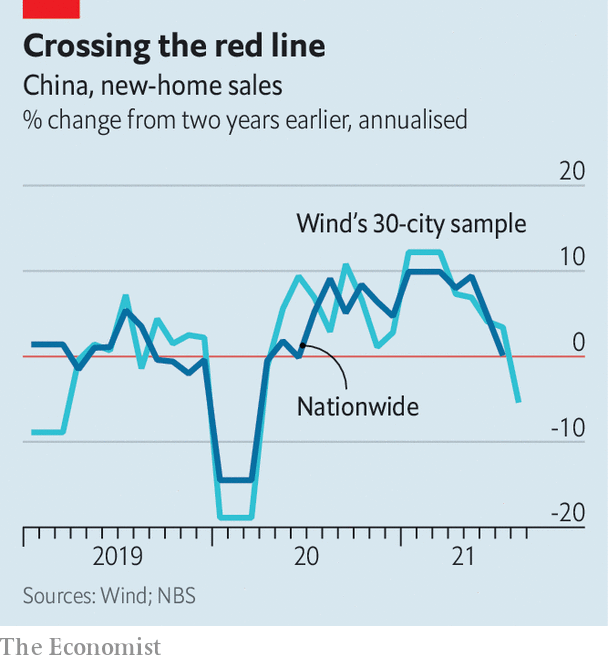 Crossing the red line
China, new-home sales
% change from two years earlier, annualised
20
Wind's 30-city sample
10
0
Nationwide
-10
-20
2019 20 21
Sources: Wind; NBS
The Economist